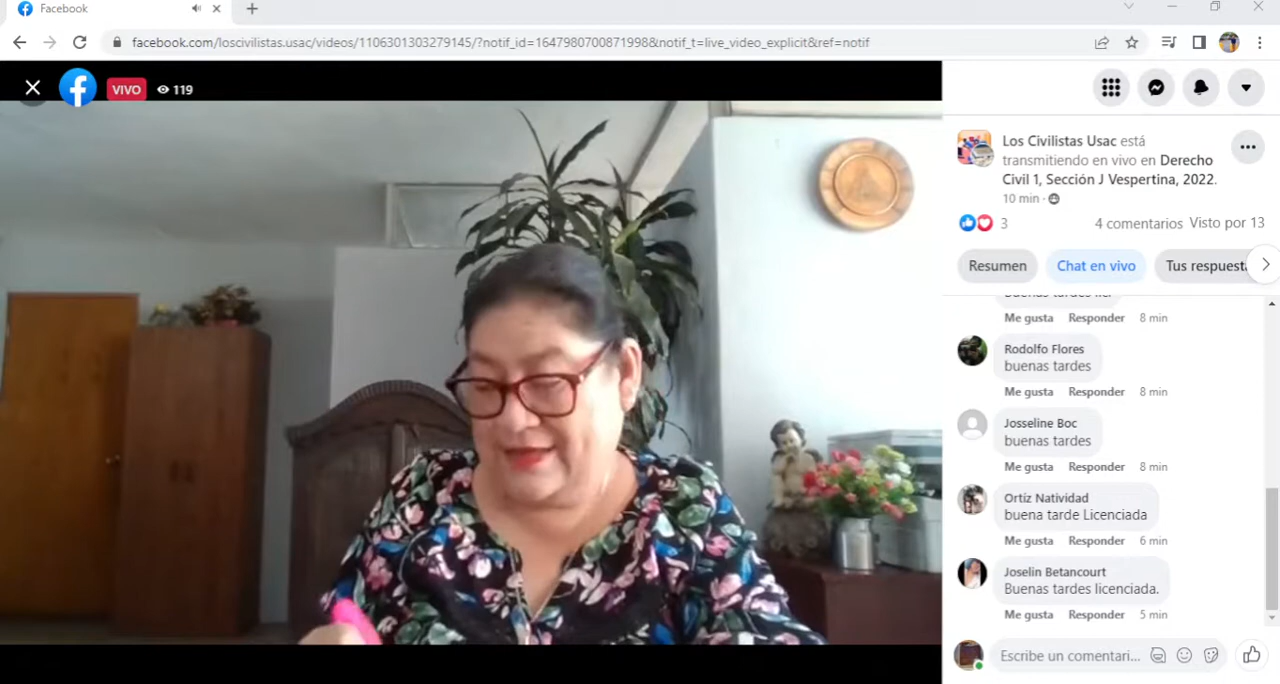 Facebook
facebook.com/loscivilistas.usac/videos/1106301303279145/?notif_id=1647980700871998&notif_t=live_video_explicit&ref=notif
VIVO
119
Los Civilistas Usac está
transmitiendo en vivo en Derecho
Civil 1, Sección J Vespertina, 2022.
10 min ·
3
4 comentarios Visto por 13
Resumen
Chat en vivo
Tus respuest
Buenas tardes lic
Me gusta Responder 8 min
Rodolfo Flores
buenas tardes
Me gusta Responder 8 min
Josseline Boc
buenas tardes
Me gusta Responder 8 min
Ortiz Natividad
buena tarde Licenciada
Me gusta Responder 6 min
Joselin Betancourt
Buenas tardes licenciada.
Me gusta Responder 5 min
Escribe un comentari...